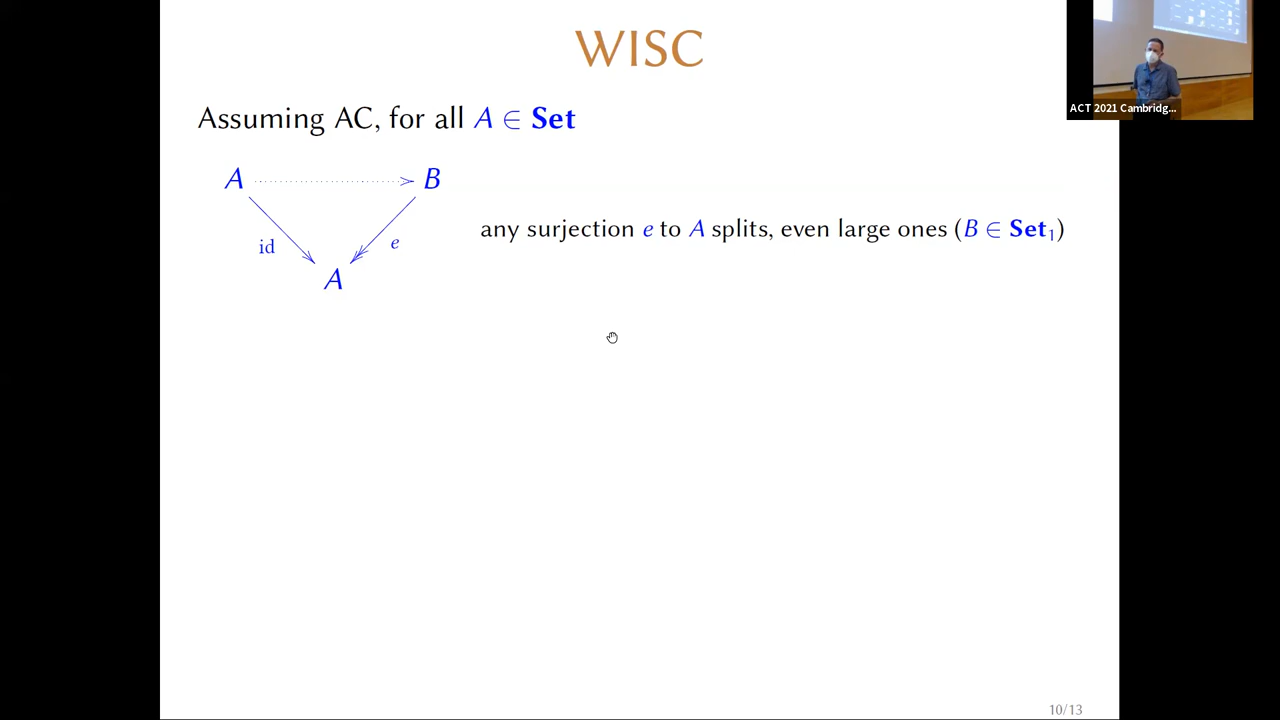 WISC
ACT 2021 Cambridg...
Assuming AC, for all A ∈ Set
A B
any surjection e to A splits, even large ones (B ∈ Set₁)
id e
A
10/13